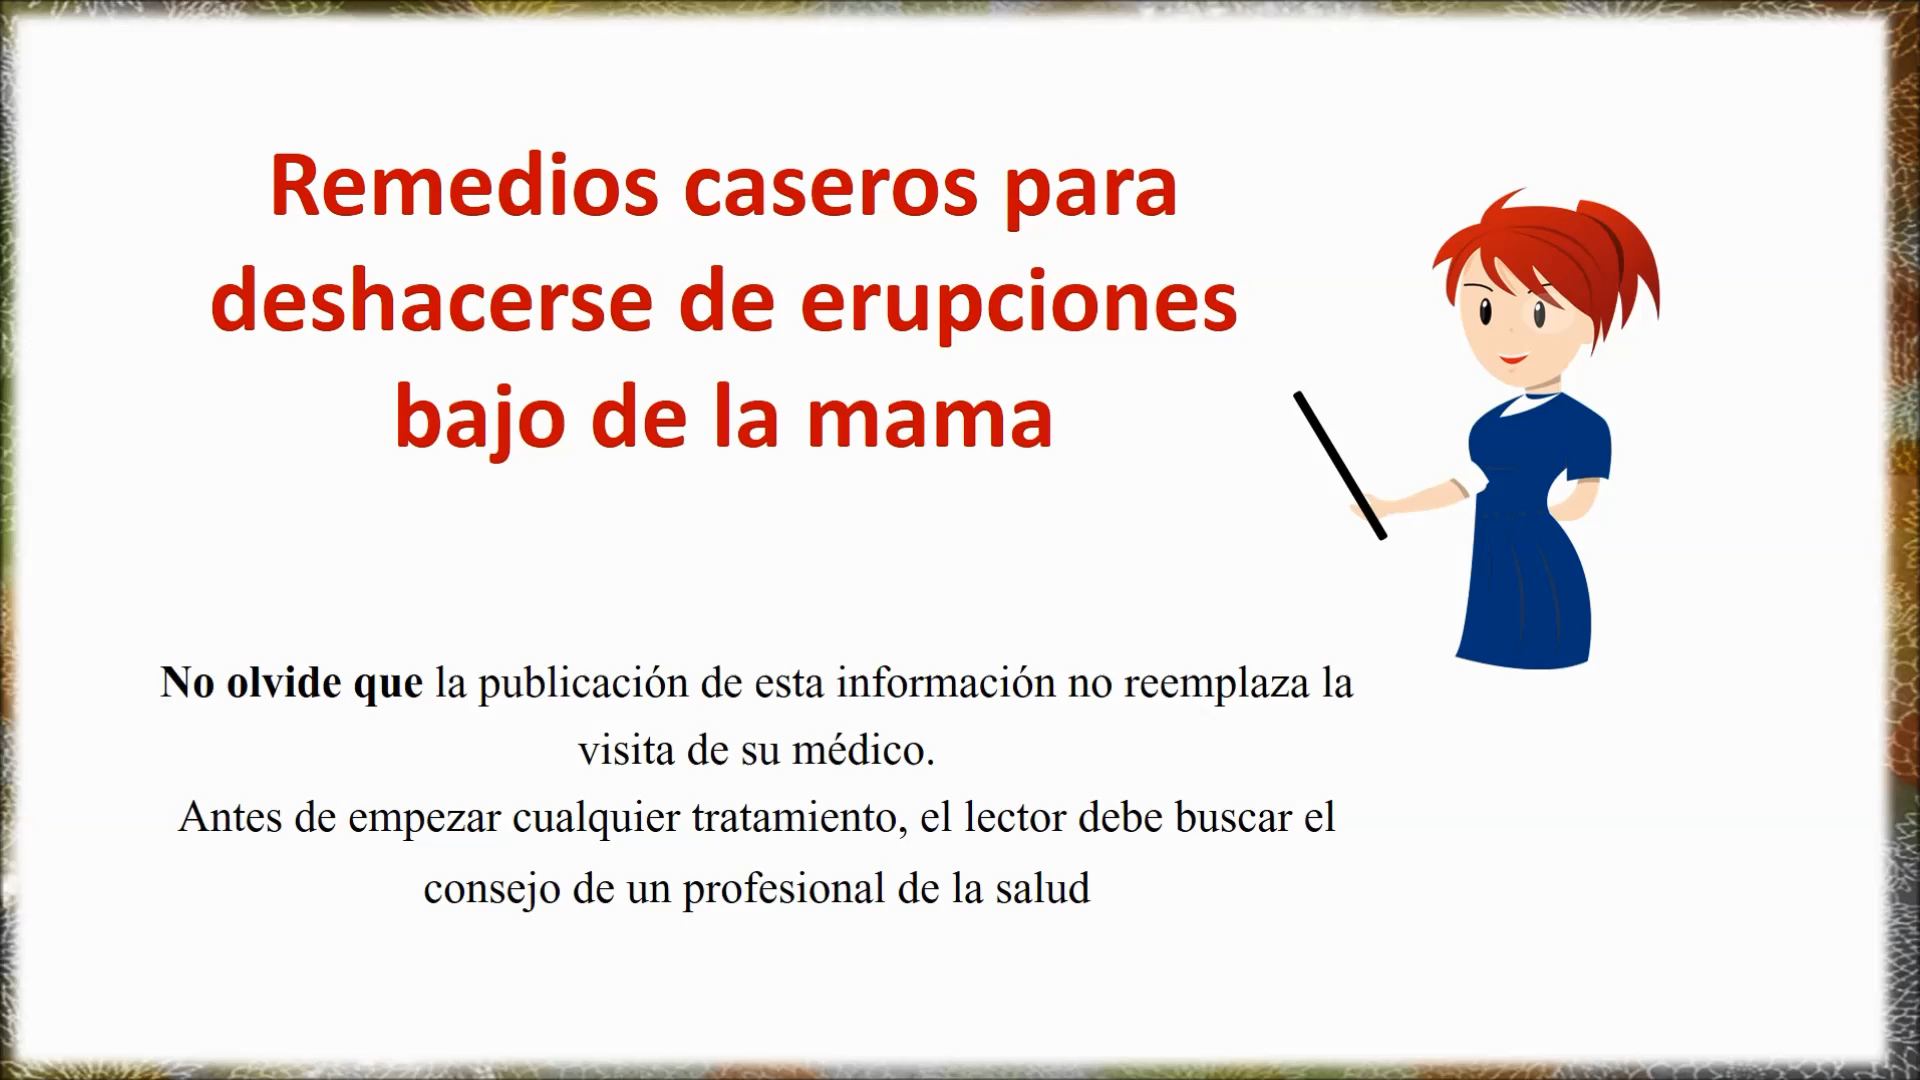 Remedios caseros para
deshacerse de erupciones
bajo de la mama
No olvide que la publicación de esta información no reemplaza la
visita de su médico.
Antes de empezar cualquier tratamiento, el lector debe buscar el
consejo de un profesional de la salud